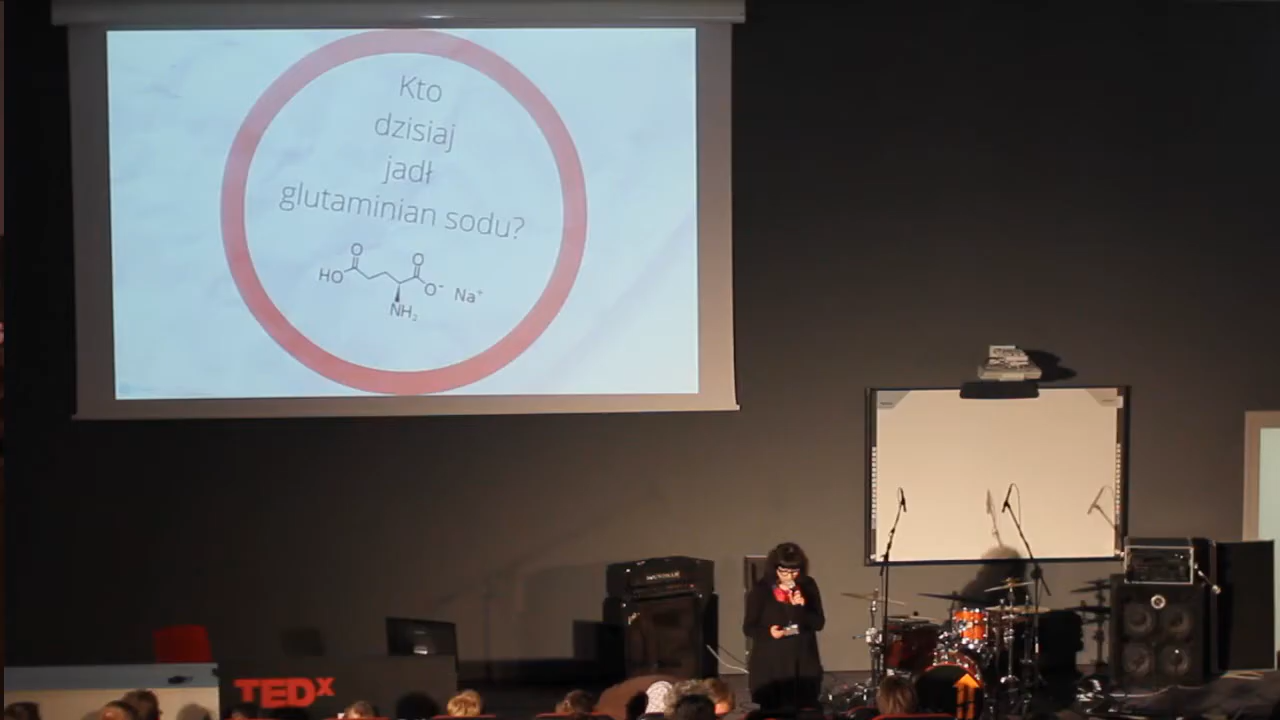 Kto
dzisiaj
jadł
glutaminian sodu?
O
O
HO
O⁻ Na⁺
NH₂
TEDx